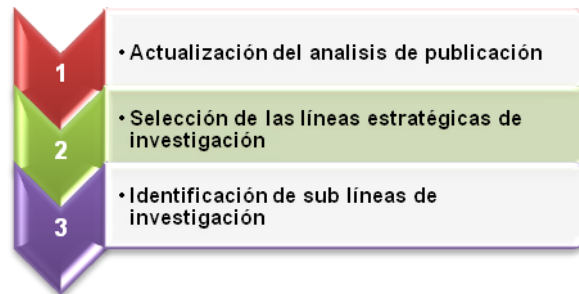 1
• Actualización del analisis de publicación
2
• Selección de las líneas estratégicas de
investigación
3
• Identificación de sub líneas de
investigación